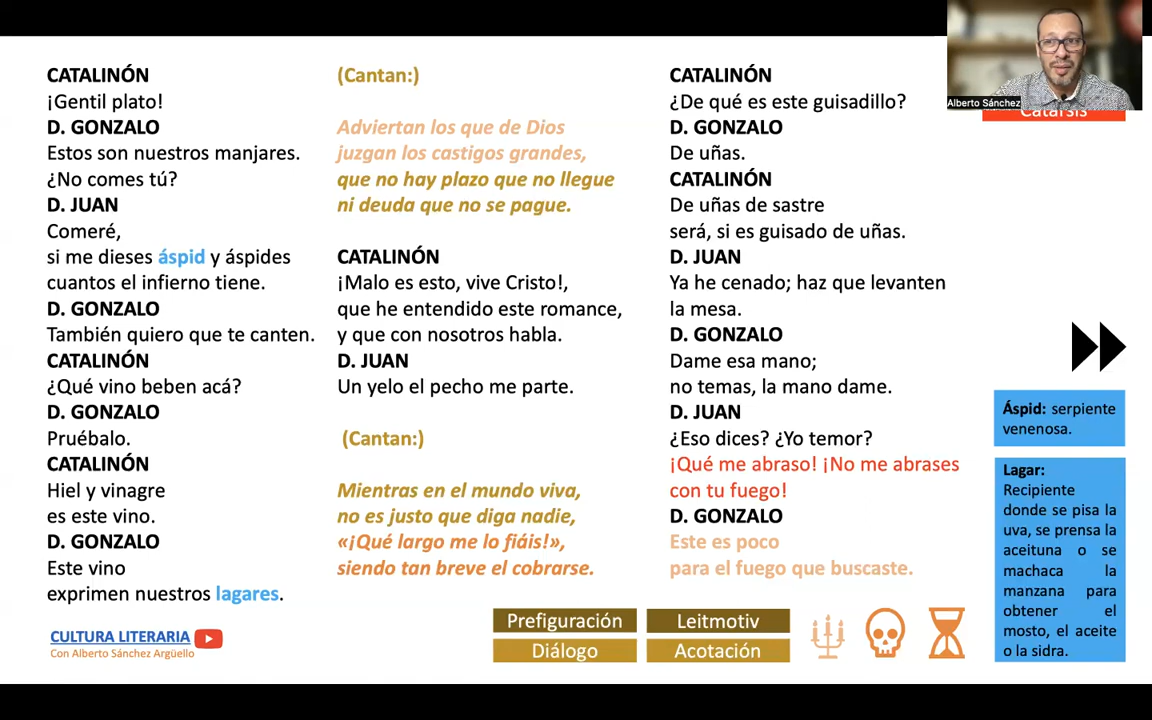 CATALINÓN
¡Gentil plato!
D. GONZALO
Estos son nuestros manjares.
¿No comes tú?
D. JUAN
Comeré,
si me dieses áspid y áspides
cuantos el infierno tiene.
D. GONZALO
También quiero que te canten.
CATALINÓN
¿Qué vino beben acá?
D. GONZALO
Pruébalo.
CATALINÓN
Hiel y vinagre
es este vino.
D. GONZALO
Este vino
exprimen nuestros lagares.
CULTURA LITERARIA
Con Alberto Sánchez Argüello
(Cantan:)
Adviertan los que de Dios
juzgan los castigos grandes,
que no hay plazo que no llegue
ni deuda que no se pague.
CATALINÓN
¡Malo es esto, vive Cristo!,
que he entendido este romance,
y que con nosotros habla.
D. JUAN
Un yelo el pecho me parte.
(Cantan:)
Mientras en el mundo viva,
no es justo que diga nadie,
«¡Qué largo me lo fiáis!»,
siendo tan breve el cobrarse.
CATALINÓN
¿De qué es este guisadillo?
D. GONZALO
De uñas.
CATALINÓN
De uñas de sastre
será, si es guisado de uñas.
D. JUAN
Ya he cenado; haz que levanten
la mesa.
D. GONZALO
Dame esa mano;
no temas, la mano dame.
D. JUAN
¿Eso dices? ¿Yo temor?
¡Qué me abraso! ¡No me abrases
con tu fuego!
D. GONZALO
Este es poco
para el fuego que buscaste.
Prefiguración
Leitmotiv
Diálogo
Acotación
Alberto Sánchez
Catarsis
Áspid: serpiente
venenosa.
Lagar:
Recipiente
donde se pisa la
uva, se prensa la
aceituna o se
machaca la
manzana para
obtener el
mosto, el aceite
o la sidra.